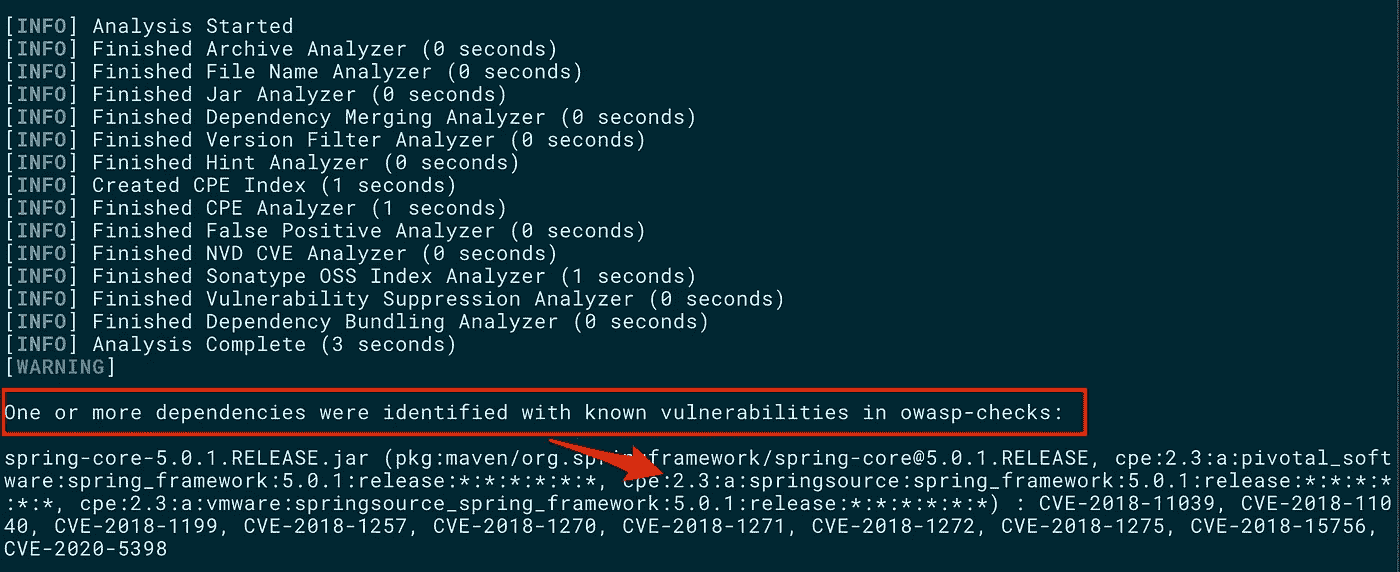 [INFO] Analysis Started
[INFO] Finished Archive Analyzer (0 seconds)
[INFO] Finished File Name Analyzer (0 seconds)
[INFO] Finished Jar Analyzer (0 seconds)
[INFO] Finished Dependency Merging Analyzer (0 seconds)
[INFO] Finished Version Filter Analyzer (0 seconds)
[INFO] Finished Hint Analyzer (0 seconds)
[INFO] Created CPE Index (1 seconds)
[INFO] Finished CPE Analyzer (1 seconds)
[INFO] Finished False Positive Analyzer (0 seconds)
[INFO] Finished NVD CVE Analyzer (0 seconds)
[INFO] Finished Sonatype OSS Index Analyzer (1 seconds)
[INFO] Finished Vulnerability Suppression Analyzer (0 seconds)
[INFO] Finished Dependency Bundling Analyzer (0 seconds)
[INFO] Analysis Complete (3 seconds)
[WARNING]
One or more dependencies were identified with known vulnerabilities in owasp-checks:
spring-core-5.0.1.RELEASE.jar (pkg:maven/org.springframework/spring-core@5.0.1.RELEASE, cpe:2.3:a:pivotal_soft
ware:spring_framework:5.0.1:release:*:*:*:*:*:*, cpe:2.3:a:springsource:spring_framework:5.0.1:release:*:*:*:*
:*:*, cpe:2.3:a:vmware:springsource_spring_framework:5.0.1:release:*:*:*:*:*:*) : CVE-2018-11039, CVE-2018-110
40, CVE-2018-1199, CVE-2018-1257, CVE-2018-1270, CVE-2018-1271, CVE-2018-1272, CVE-2018-1275, CVE-2018-15756,
CVE-2020-5398